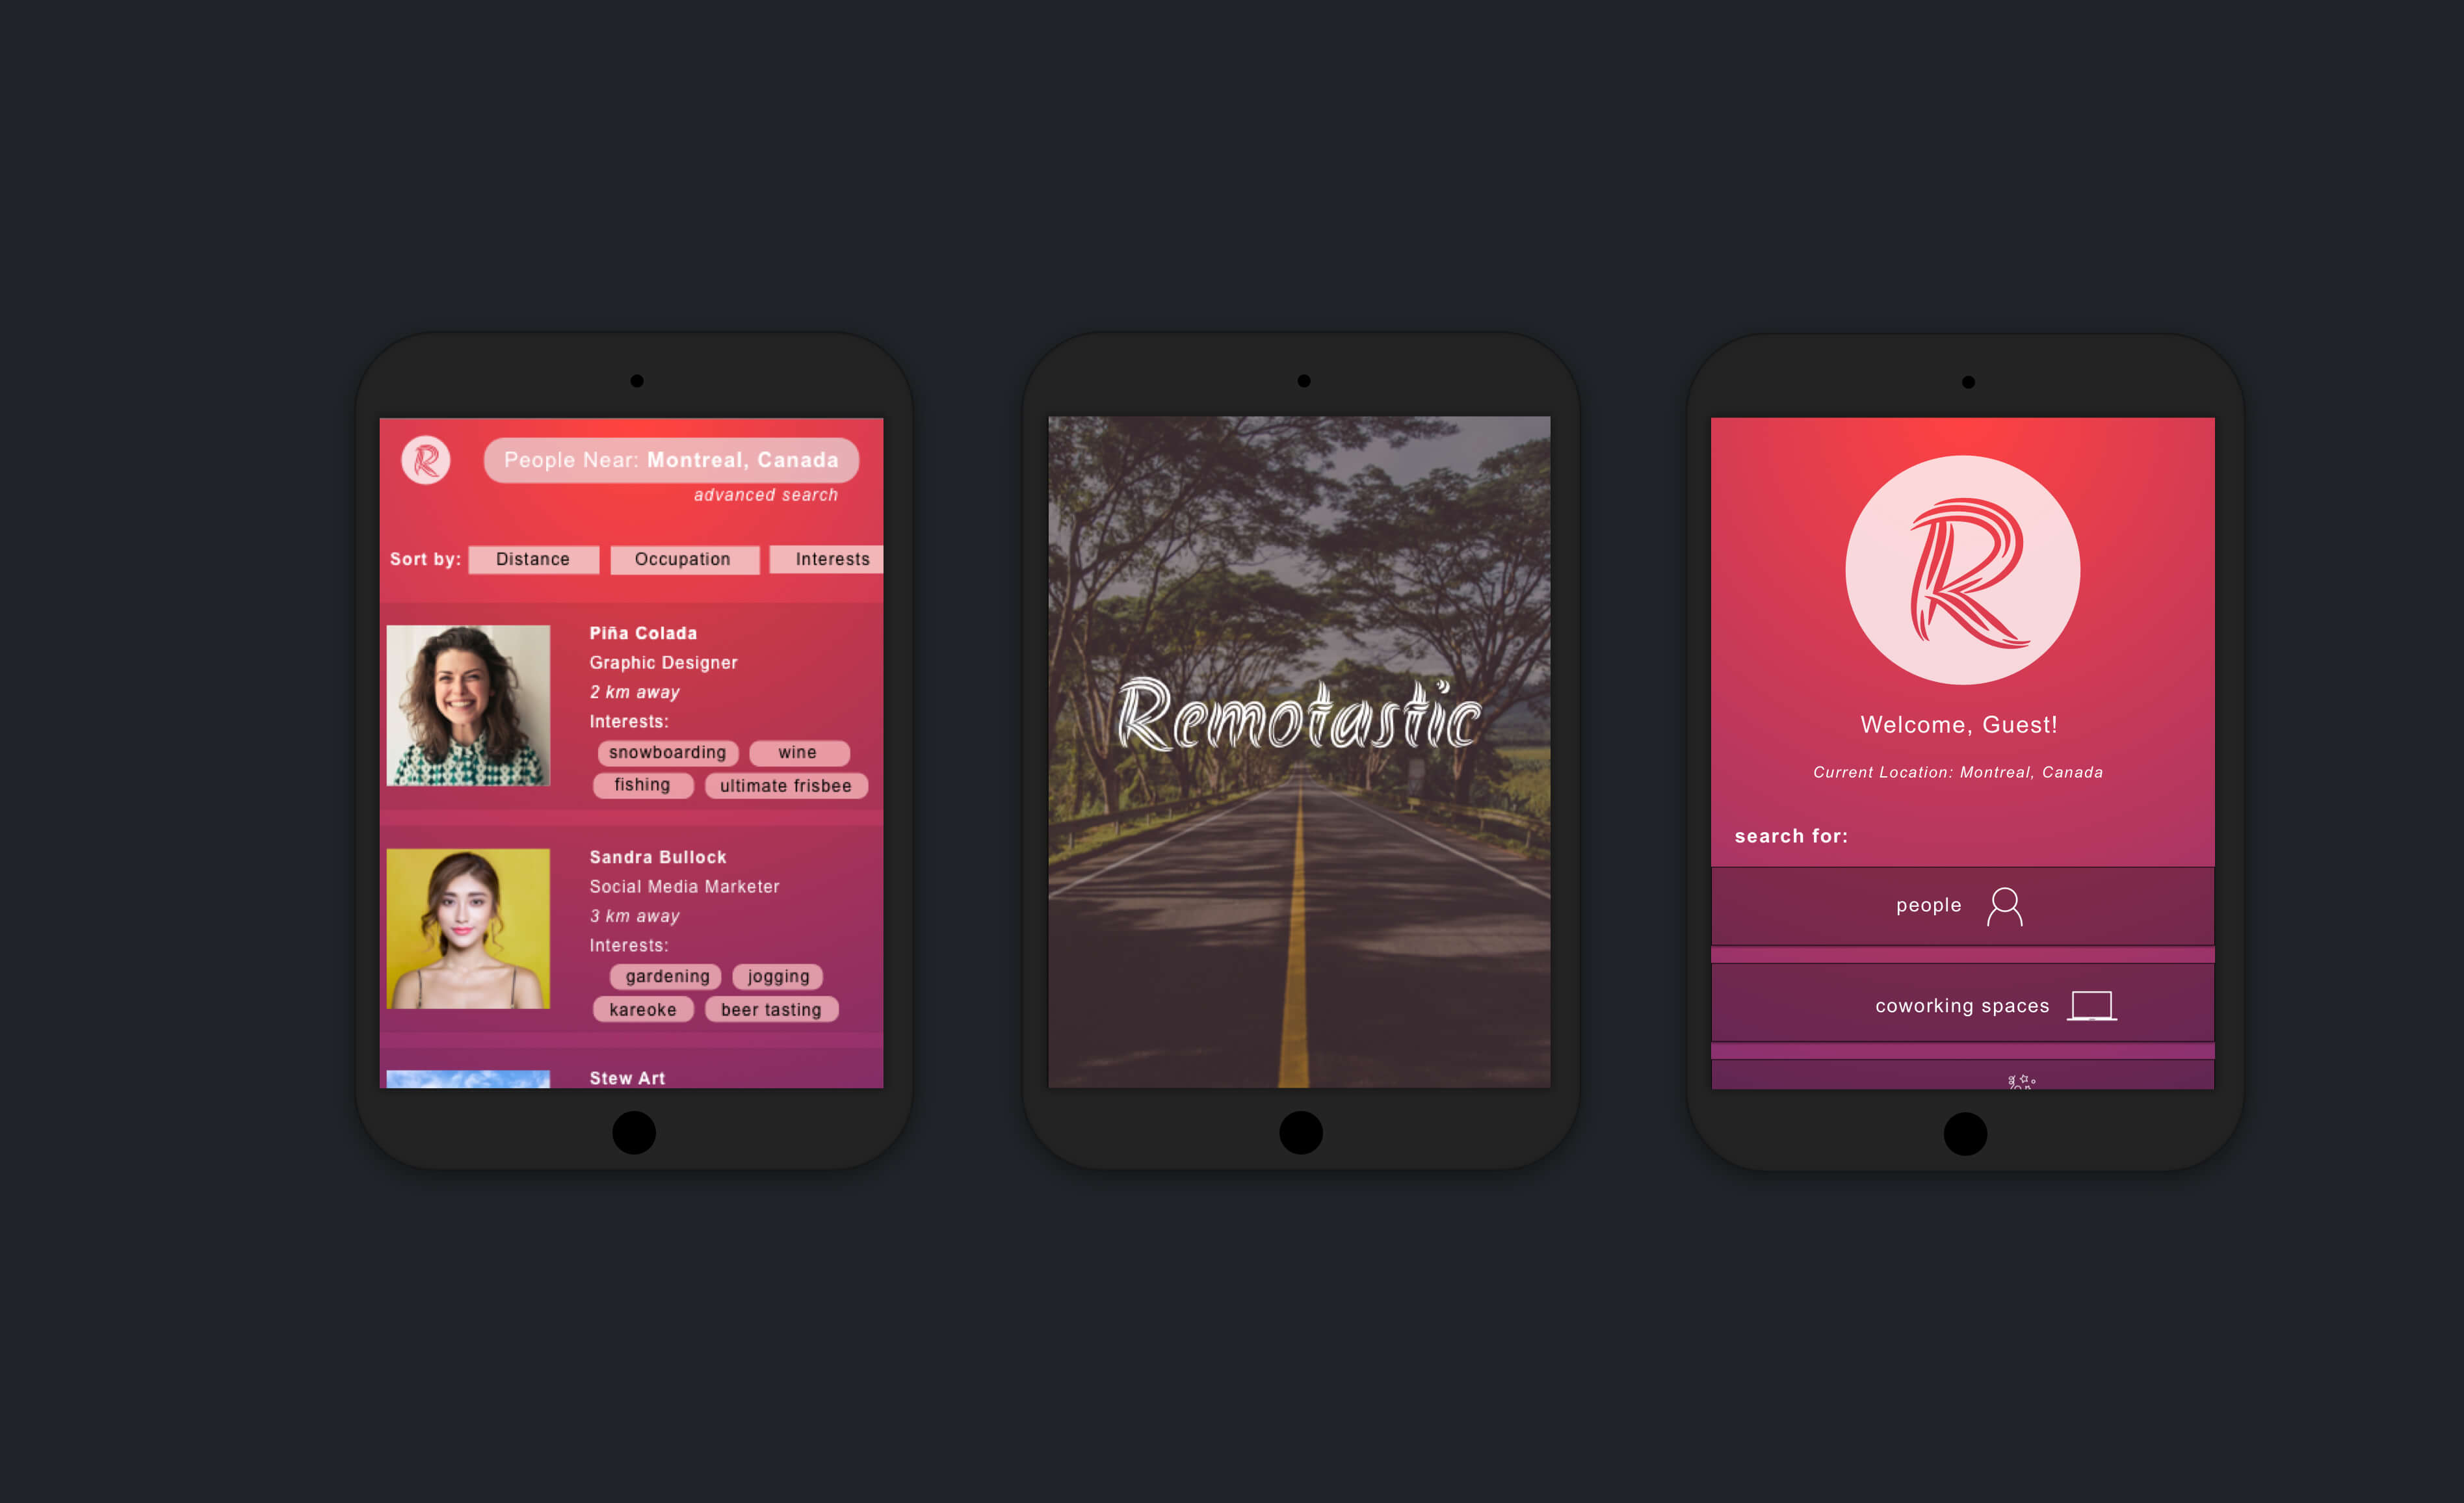 R
People Near: Montreal, Canada
advanced search
Sort by: Distance Occupation Interests
Piña Colada
Graphic Designer
2 km away
Interests:
snowboarding wine
fishing ultimate frisbee
Sandra Bullock
Social Media Marketer
3 km away
Interests:
gardening jogging
kareoke beer tasting
Stew Art
Remotastic
R
Welcome, Guest!
Current Location: Montreal, Canada
search for:
people
coworking spaces